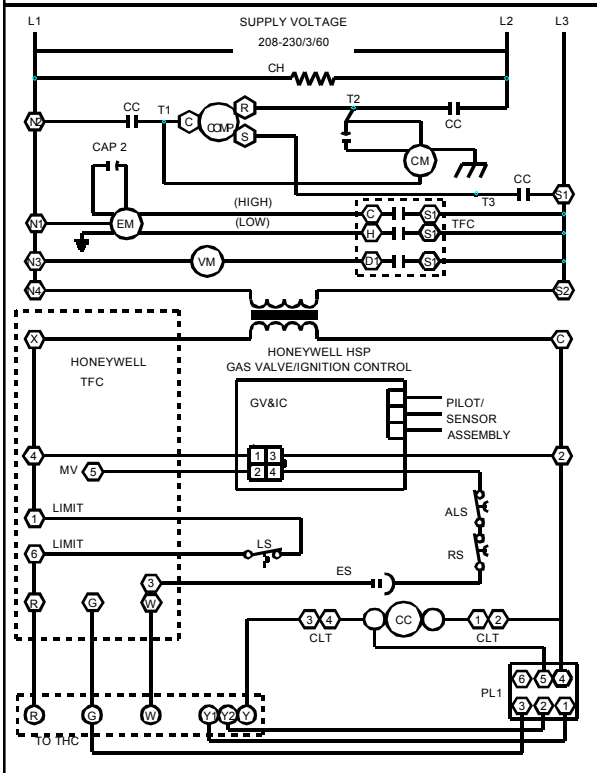 L1 SUPPLY VOLTAGE L2 L3
208-230/3/60
CH
N2 CC T1 C COMP R S T2 CC
CM
CAP 2
CC
T3 S1
(HIGH) C S1
N1 EM (LOW) H S1 TFC
N3 VM D1 S1
N4 S2
X C
HONEYWELL
TFC
HONEYWELL HSP
GAS VALVE/IGNITION CONTROL
GV&IC
PILOT/
SENSOR
ASSEMBLY
4 1 3 2
MV 5 2 4
1 LIMIT
ALS
6 LIMIT LS
RS
ES
3
R G W
3 4 CC 1 2
CLT CLT
6 5 4
PL1
3 2 1
R G W Y1 Y2 Y
TO THC